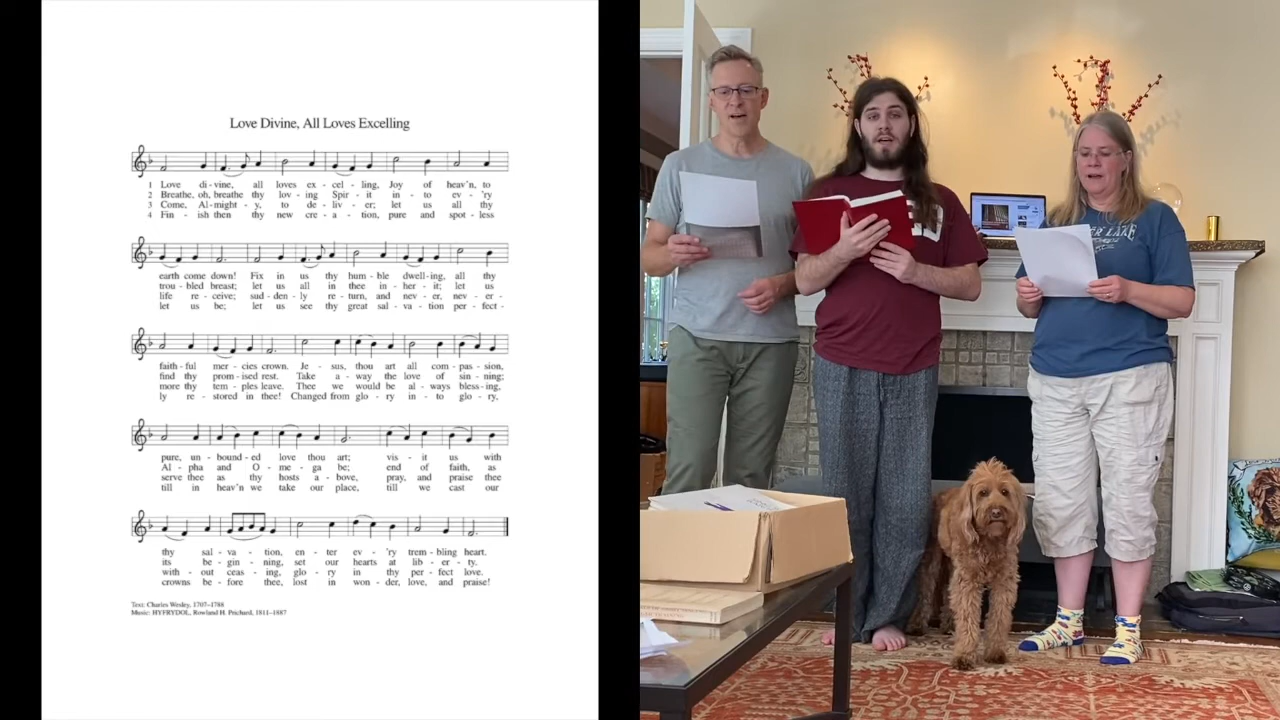 Love Divine, All Loves Excelling
1 Love di - vine, all loves ex - cel - ling, Joy of heav'n, to
2 Breathe, oh, breathe thy lov - ing Spir - it in - to ev - 'ry
3 Come, Al - might - y, to de - liv - er; let us all thy
4 Fin - ish then thy new cre - a - tion, pure and spot - less
earth come down! Fix in us thy hum - ble dwell - ing, all thy
trou - bled breast; let us all in thee in - her - it; let us
life re - ceive; sud - den - ly re - turn, and nev - er, nev - er -
let us be; let us see thy great sal - va - tion per - fect -
faith - ful mer - cies crown. Je - sus, thou art all com - pas - sion,
find thy prom - ised rest. Take a - way the love of sin - ning;
more thy tem - ples leave. Thee we would be al - ways bless - ing,
ly re - stored in thee! Changed from glo - ry in - to glo - ry,
pure, un - bound - ed love thou art; vis - it us with
Al - pha and O - me - ga be; end of faith, as
serve thee as thy hosts a - bove, pray, and praise thee
till in heav'n we take our place, till we cast our
thy sal - va - tion, en - ter ev - 'ry trem - bling heart.
its be - gin - ning, set our hearts at lib - er - ty.
with - out ceas - ing, glo - ry in thy per - fect love.
crowns be - fore thee, lost in won - der, love, and praise!
Text: Charles Wesley, 1707–1788
Music: HYFRYDOL, Rowland H. Prichard, 1811–1887